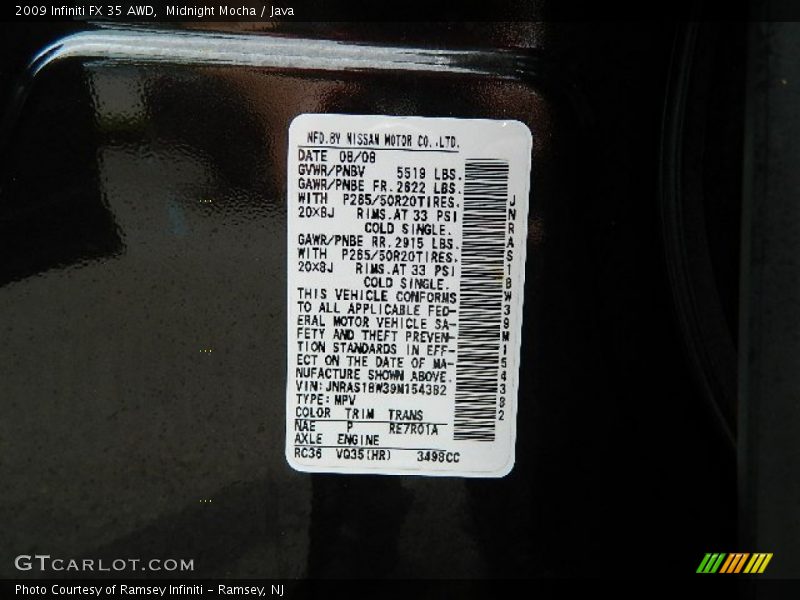 2009 Infiniti FX 35 AWD,  Midnight Mocha / Java
MFD.BY NISSAN MOTOR CO.,LTD.
DATE 08/08
GVWR/PNBV 5519 LBS.
GAWR/PNBE FR.2622 LBS.
WITH P265/50R20TIRES.
20×8J RIMS.AT 33 PSI
COLD SINGLE.
GAWR/PNBE RR.2915 LBS.
WITH P265/50R20TIRES.
20×8J RIMS.AT 33 PSI
COLD SINGLE.
THIS VEHICLE CONFORMS
TO ALL APPLICABLE FED-
ERAL MOTOR VEHICLE SA-
FETY AND THEFT PREVEN-
TION STANDARDS IN EFF-
ECT ON THE DATE OF MA-
NUFACTURE SHOWN ABOVE.
VIN:JNRAS18W39M154382
TYPE:MPV
COLOR TRIM TRANS
NAE P RE7R01A
AXLE ENGINE
RC36 VQ35(HR) 3498CC
JNRAS18W39M154382
GTCARLOT.COM
Photo Courtesy of Ramsey Infiniti - Ramsey, NJ